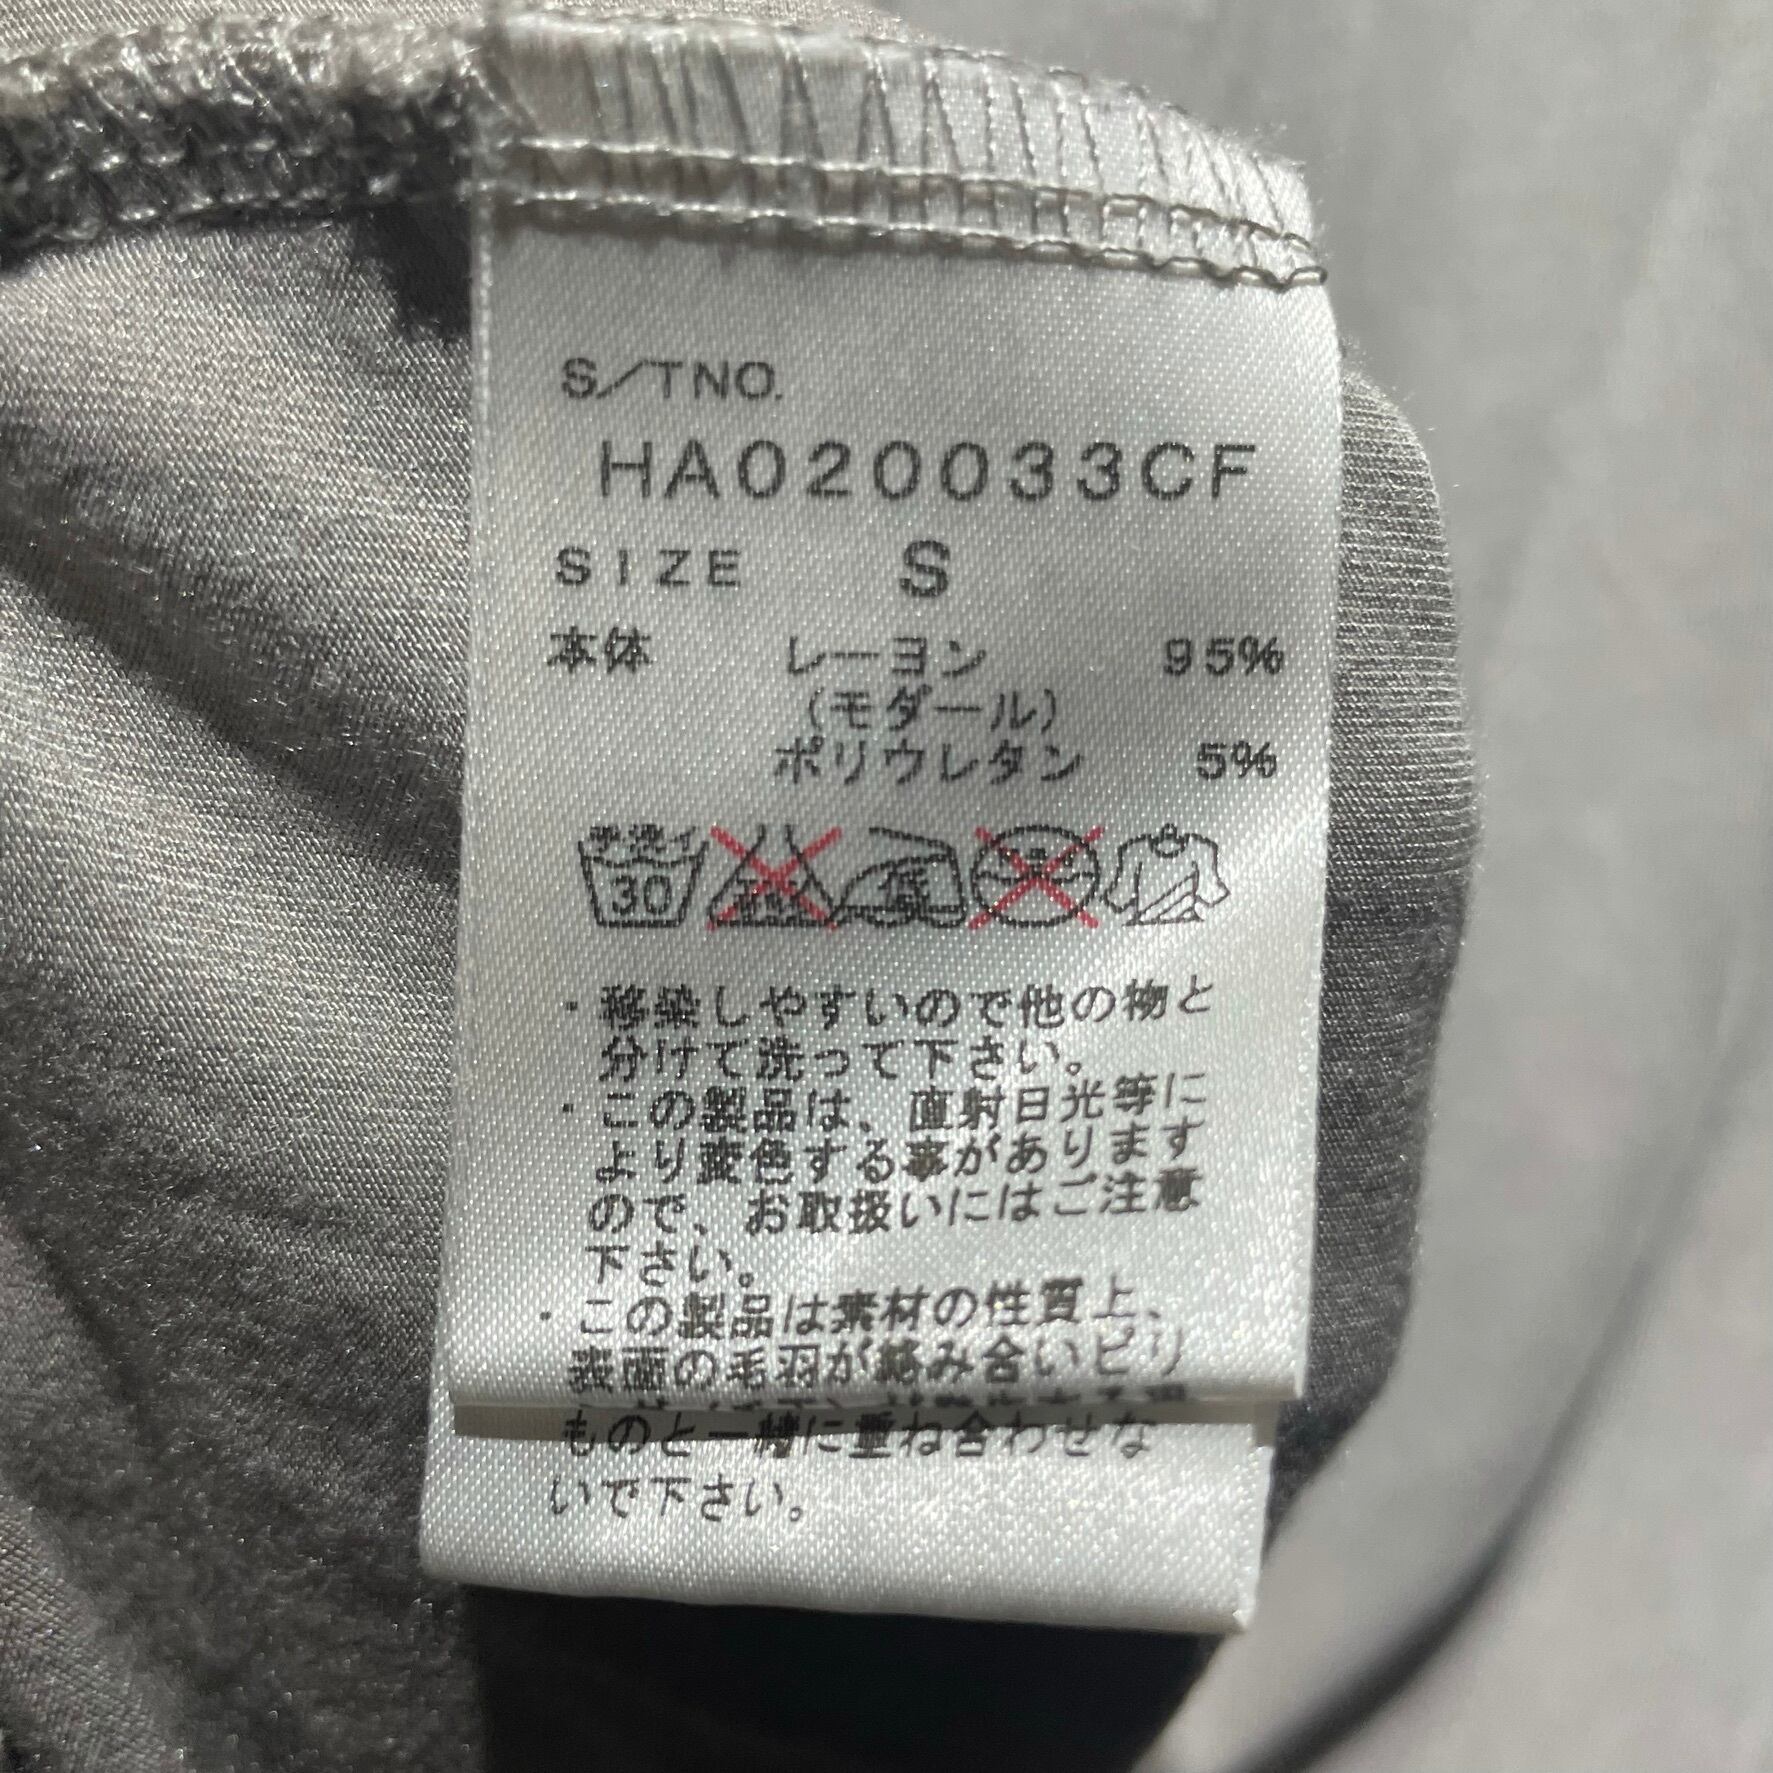 S/TNO.
HA020033CF
SIZE S
本体 レーヨン 95%
(モダール)
ポリウレタン 5%
手洗イ
30
低
・移染しやすいので他の物と
分けて洗って下さい。
・この製品は、直射日光等に
より変色する事があります
ので、お取扱いにはご注意
下さい。
・この製品は素材の性質上、
表面の毛羽が絡み合いピリ
ものと一緒に重ね合わせな
いで下さい。